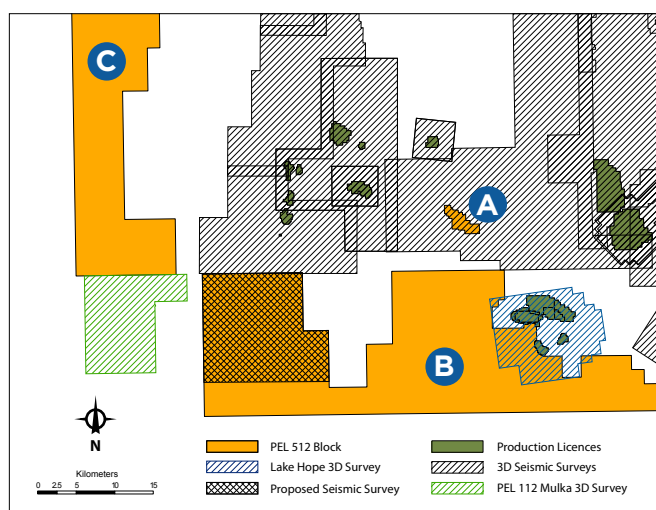 C
A
B
N
Kilometers
0 2.5 5 10 15
PEL 512 Block
Lake Hope 3D Survey
Proposed Seismic Survey
Production Licences
3D Seismic Surveys
PEL 112 Mulka 3D Survey